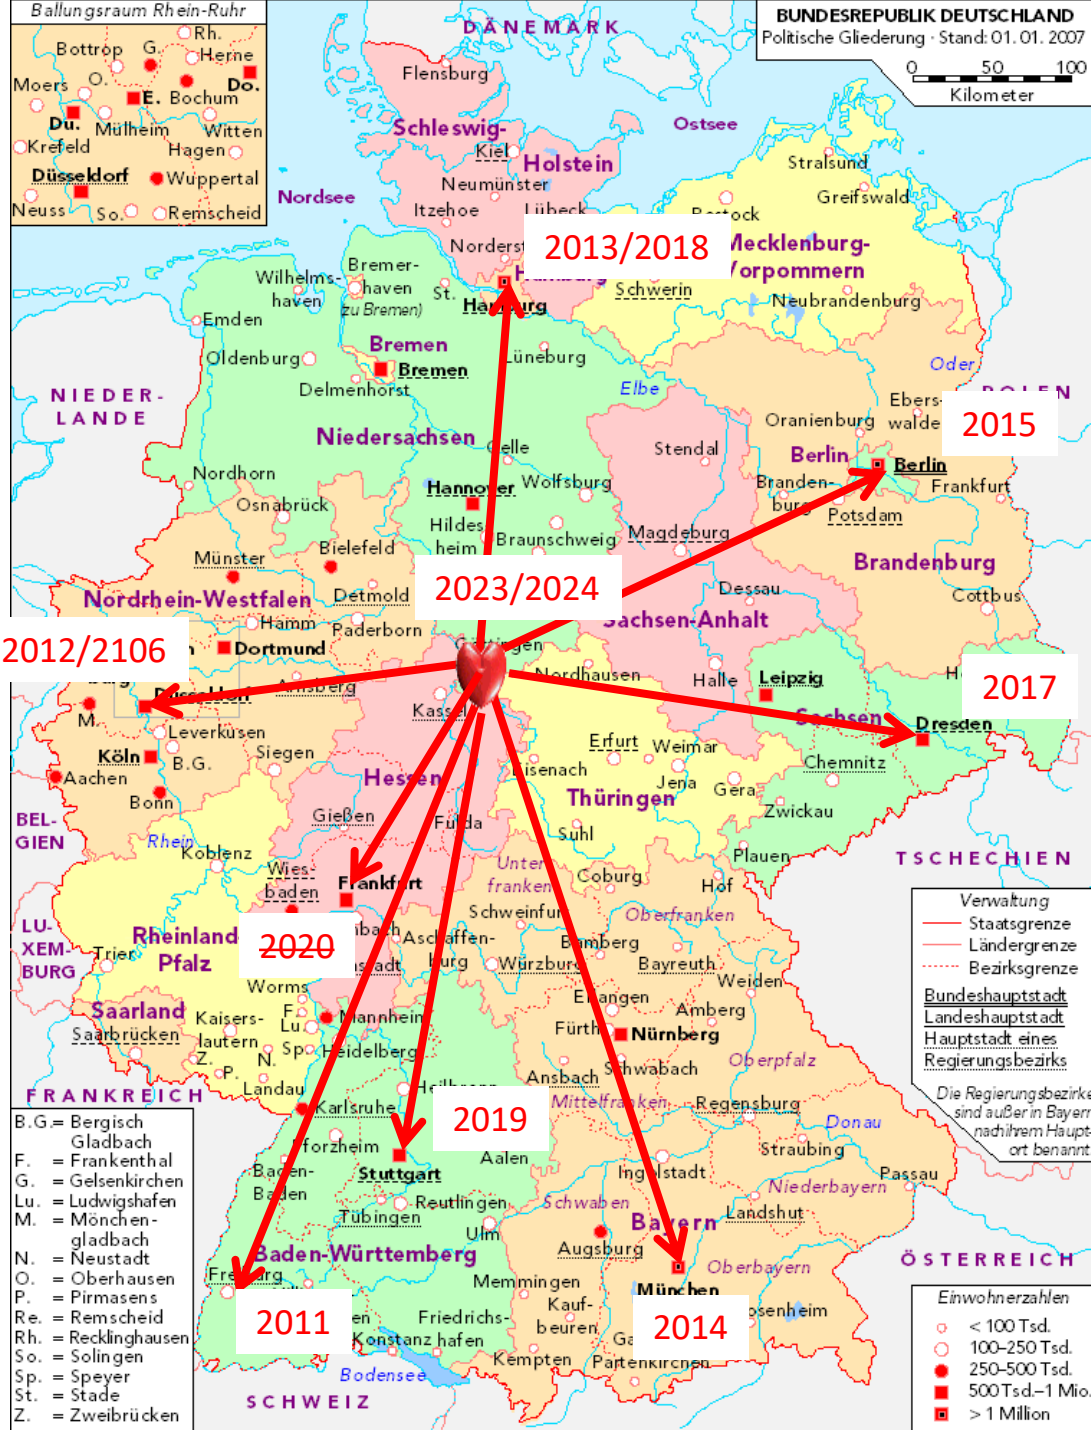 Ballungsraum Rhein-Ruhr
Rh.
Bottrop
G.
Herne
Moers
O.
Do.
E.
Bochum
Du.
Mülheim
Witten
Krefeld
Hagen
Düsseldorf
Wuppertal
Neuss
So.
Remscheid
BUNDESREPUBLIK DEUTSCHLAND
Politische Gliederung · Stand: 01. 01. 2007
0 50 100
Kilometer
DÄNEMARK
Flensburg
Schleswig-
Holstein
Kiel
Ostsee
Nordsee
Neumünster
Itzehoe
Lübeck
Stralsund
Greifswald
Norderst
2013/2018
Mecklenburg-
Vorpommern
Schwerin
Neubrandenburg
Wilhelms-
haven
Bremer-
haven
(zu Bremen)
St.
Hamburg
Emden
Oldenburg
Bremen
Bremen
Delmenhorst
Lüneburg
Elbe
Oder
NIEDER-
LANDE
POLEN
Niedersachsen
Celle
Stendal
Oranienburg
Ebers-
walde
2015
Berlin
Berlin
Nordhorn
Hannover
Wolfsburg
Branden-
burg
Frankfurt
Potsdam
Osnabrück
Hildes
heim
Braunschweig
Magdeburg
Münster
Bielefeld
Brandenburg
2023/2024
Nordrhein-Westfalen
Detmold
Dessau
Cottbus
Sachsen-Anhalt
Hamm
Paderborn
2012/2106
Dortmund
Göttingen
Nordhausen
Halle
Leipzig
2017
Düsseldorf
Arnsberg
Kassel
Sachsen
Dresden
M.
Leverkusen
Köln
B.G.
Siegen
Erfurt
Weimar
Chemnitz
Aachen
Hessen
Eisenach
Jena
Gera
Bonn
Thüringen
Zwickau
BEL-
GIEN
Gießen
Fulda
Suhl
Rhein
Koblenz
Plauen
TSCHECHIEN
Wies-
baden
Frankfurt
Unter
franken
Coburg
Hof
LU-
XEM-
BURG
Rheinland
Pfalz
2020
Schweinfurt
Oberfranken
Aschaffen-
burg
Bamberg
Trier
Würzburg
Bayreuth
Weiden
Worms
Erlangen
Amberg
Saarland
Saarbrücken
Kaisers-
lautern
F.
Lu.
Mannheim
Fürth
Nürnberg
Sp.
Heidelberg
Oberpfalz
Z.
N.
P.
Ansbach
Schwabach
Landau
Heilbronn
Mittelfranken
FRANKREICH
Karlsruhe
2019
Regensburg
Donau
Pforzheim
Aalen
Straubing
Stuttgart
Ingolstadt
Passau
Baden-
Baden
Reutlingen
Schwaben
Niederbayern
Tübingen
Ulm
Bayern
Landshut
Baden-Württemberg
Augsburg
Oberbayern
ÖSTERREICH
Freiburg
Memmingen
München
2011
Friedrichs-
hafen
Kauf-
beuren
2014
Konstanz
Kempten
Partenkirchen
Bodensee
SCHWEIZ
Verwaltung
Staatsgrenze
Ländergrenze
Bezirksgrenze
Bundeshauptstadt
Landeshauptstadt
Hauptstadt eines
Regierungsbezirks
Die Regierungsbezirke
sind außer in Bayern
nach ihrem Haupt-
ort benannt
B.G.= Bergisch
Gladbach
F. = Frankenthal
G. = Gelsenkirchen
Lu. = Ludwigshafen
M. = Mönchen-
gladbach
N. = Neustadt
O. = Oberhausen
P. = Pirmasens
Re. = Remscheid
Rh. = Recklinghausen
So. = Solingen
Sp. = Speyer
St. = Stade
Z. = Zweibrücken
Einwohnerzahlen
< 100 Tsd.
100–250 Tsd.
250–500 Tsd.
500 Tsd.–1 Mio.
> 1 Million